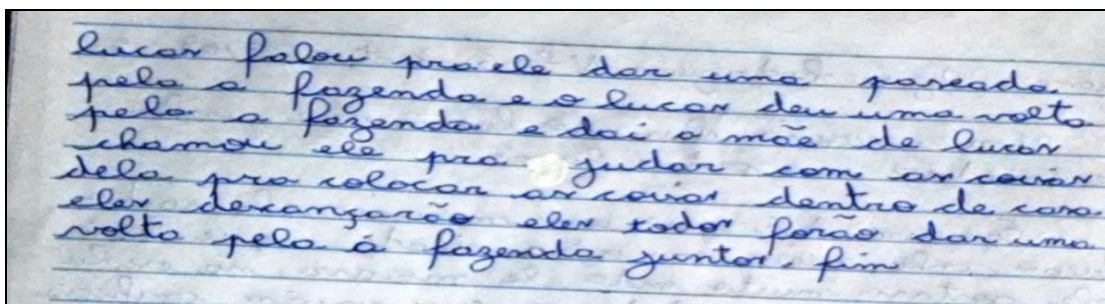 lucas falou pra ele dar uma paseada
pela a fazenda e o lucas deu uma volta
pela a fazenda e dai a mãe de lucas
chamou ele pra judar com as coisas
dela pra colocar as coisas dentro de casa
eles descançarão eles todos forão dar uma
volta pela á fazenda juntos. fim